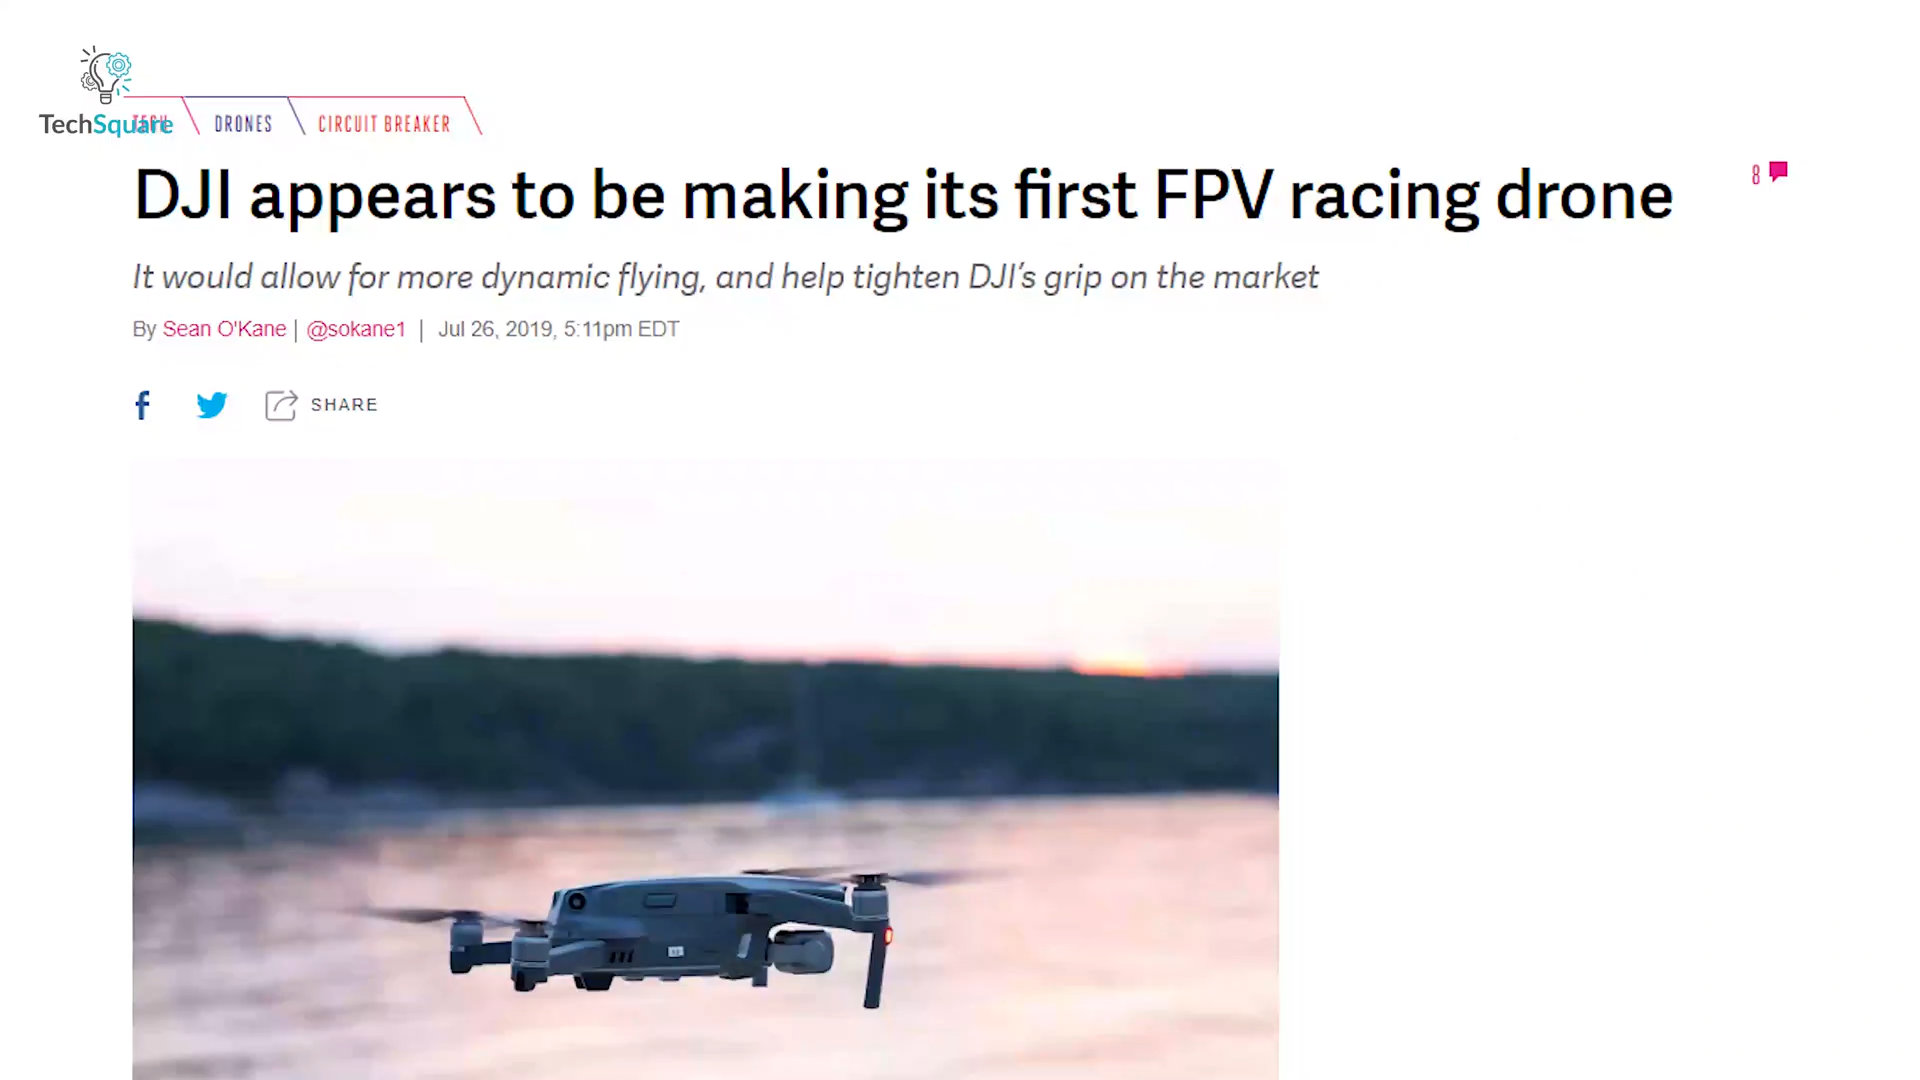 TechSquare
TECH
DRONES
CIRCUIT BREAKER
DJI appears to be making its first FPV racing drone
8
It would allow for more dynamic flying, and help tighten DJI’s grip on the market
By Sean O'Kane | @sokane1 | Jul 26, 2019, 5:11pm EDT
SHARE